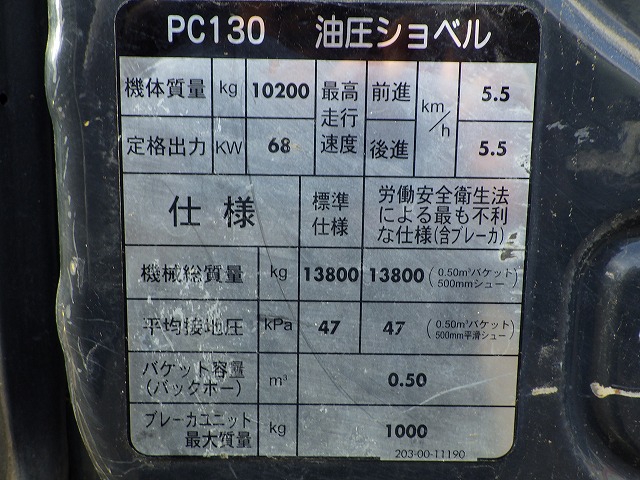 PC130 油圧ショベル
機体質量 kg 10200 最高走行速度 前進 km/h 5.5
定格出力 KW 68 後進 5.5
仕様 標準仕様 労働安全衛生法
による最も不利
な仕様(含ブレーカ)
機械総質量 kg 13800 13800 (0.50m³バケット
500mmシュー)
平均接地圧 kPa 47 47 (0.50m³バケット
500mm平滑シュー)
バケット容量
(バックホー) m³ 0.50
ブレーカユニット
最大質量 kg 1000
203-00-11190